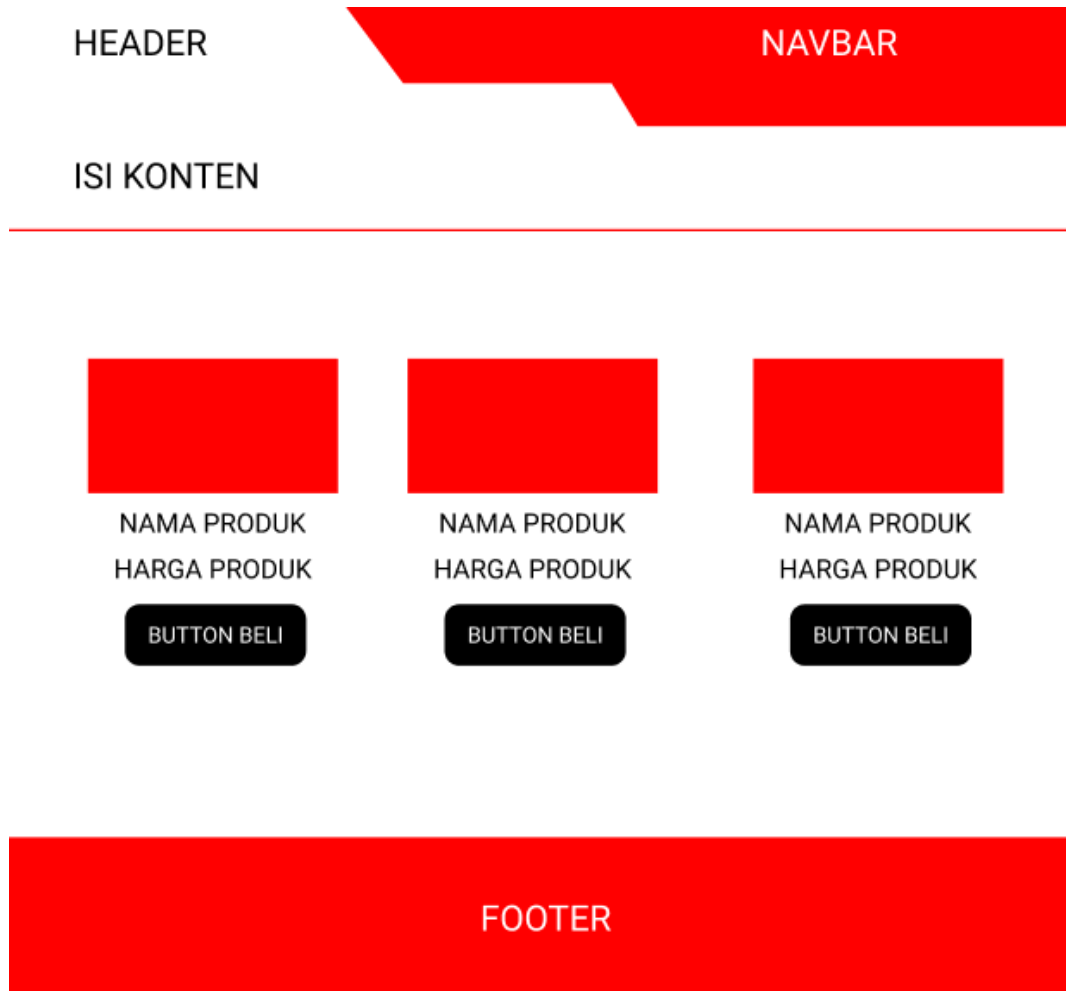 HEADER
NAVBAR
ISI KONTEN
NAMA PRODUK
HARGA PRODUK
BUTTON BELI
NAMA PRODUK
HARGA PRODUK
BUTTON BELI
NAMA PRODUK
HARGA PRODUK
BUTTON BELI
FOOTER